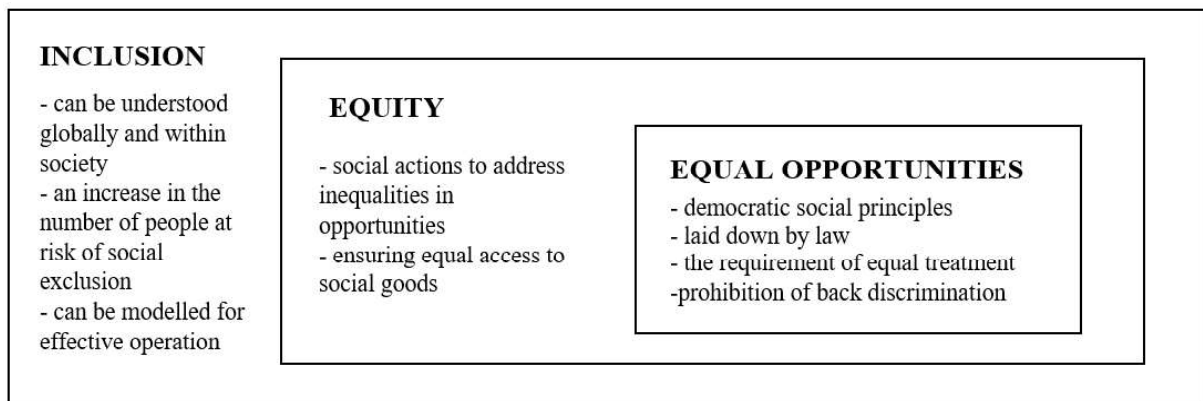 INCLUSION
- can be understood
globally and within
society
- an increase in the
number of people at
risk of social
exclusion
- can be modelled for
effective operation
EQUITY
- social actions to address
inequalities in
opportunities
- ensuring equal access to
social goods
EQUAL OPPORTUNITIES
- democratic social principles
- laid down by law
- the requirement of equal treatment
-prohibition of back discrimination